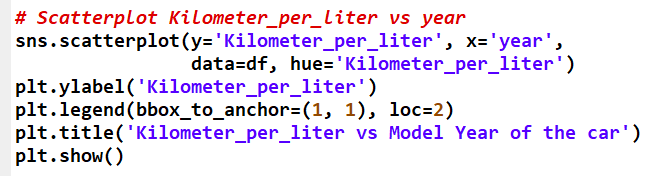 # Scatterplot Kilometer_per_liter vs year
sns.scatterplot(y='Kilometer_per_liter', x='year',
                data=df, hue='Kilometer_per_liter')
plt.ylabel('Kilometer_per_liter')
plt.legend(bbox_to_anchor=(1, 1), loc=2)
plt.title('Kilometer_per_liter vs Model Year of the car')
plt.show()